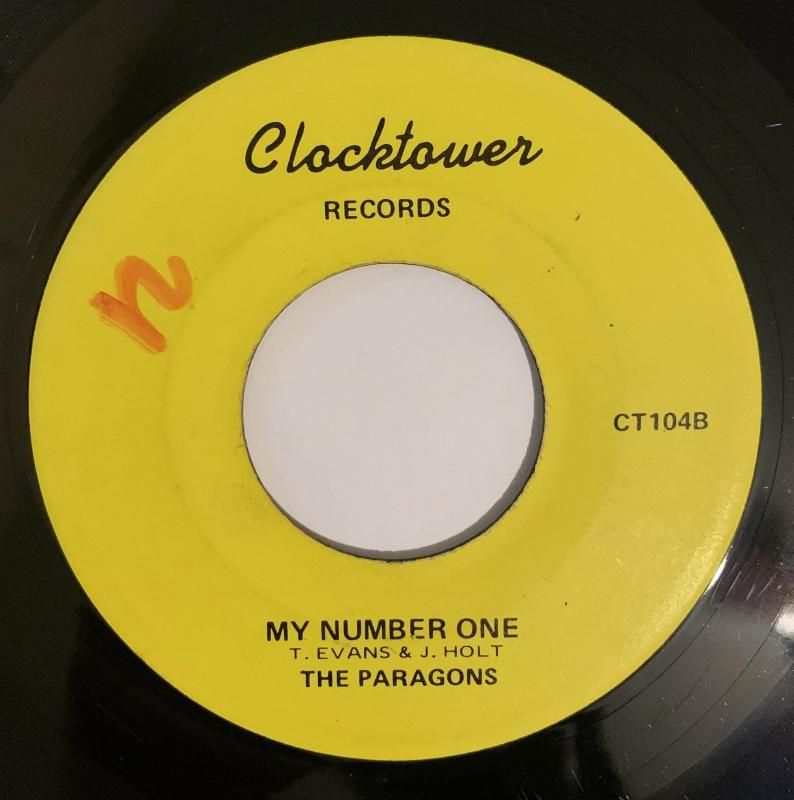 Clocktower
RECORDS
n
CT104B
MY NUMBER ONE
T. EVANS & J. HOLT
THE PARAGONS